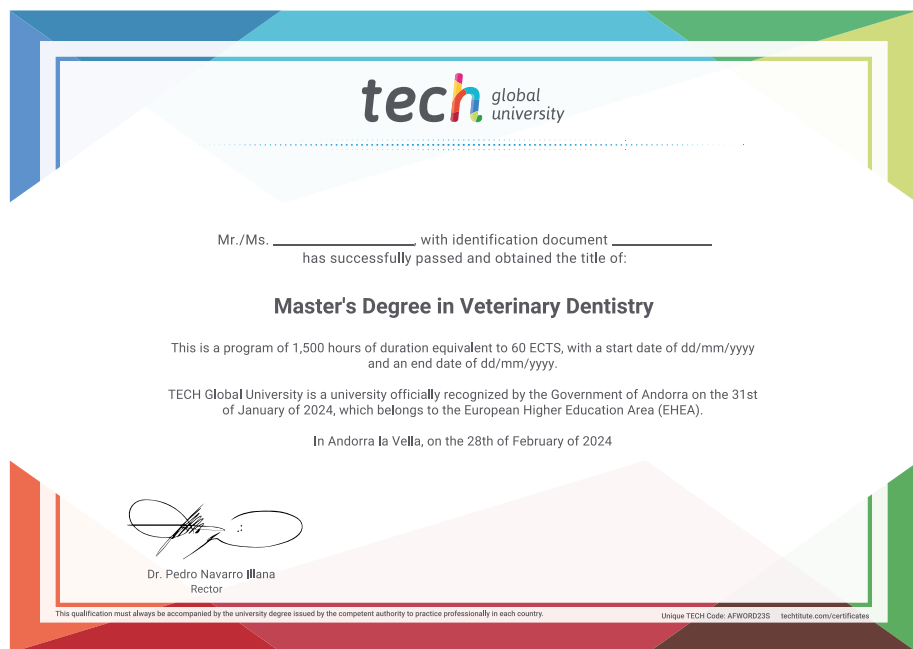 tech global university
Mr./Ms. ____________, with identification document ____________
has successfully passed and obtained the title of:
Master's Degree in Veterinary Dentistry
This is a program of 1,500 hours of duration equivalent to 60 ECTS, with a start date of dd/mm/yyyy
and an end date of dd/mm/yyyy.
TECH Global University is a university officially recognized by the Government of Andorra on the 31st
of January of 2024, which belongs to the European Higher Education Area (EHEA).
In Andorra la Vella, on the 28th of February of 2024
Dr. Pedro Navarro Illana
Rector
This qualification must always be accompanied by the university degree issued by the competent authority to practice professionally in each country.
Unique TECH Code: AFWORD23S techtitute.com/certificates